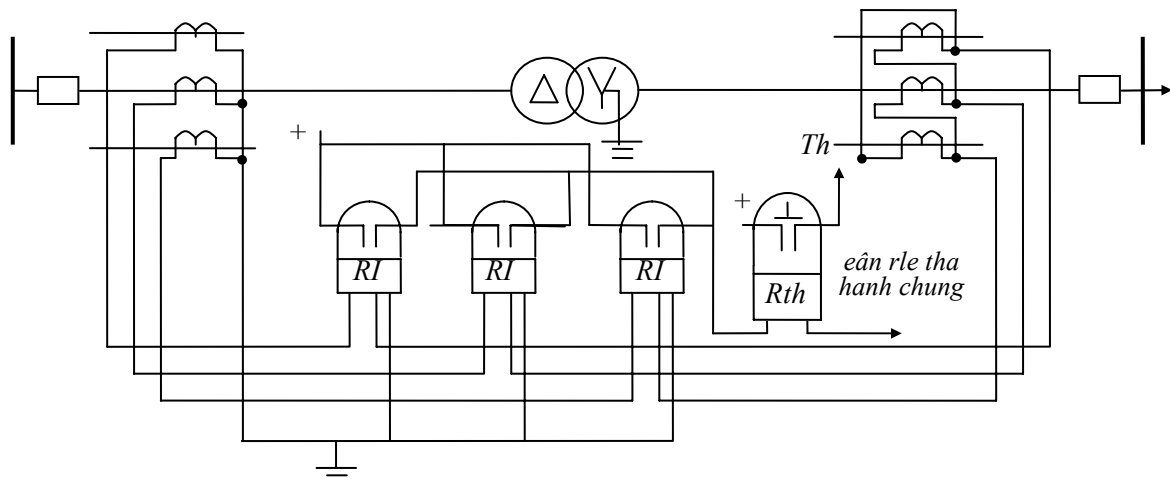 Th
+
+
RI
RI
RI
Rth
eân rle tha
hanh chung